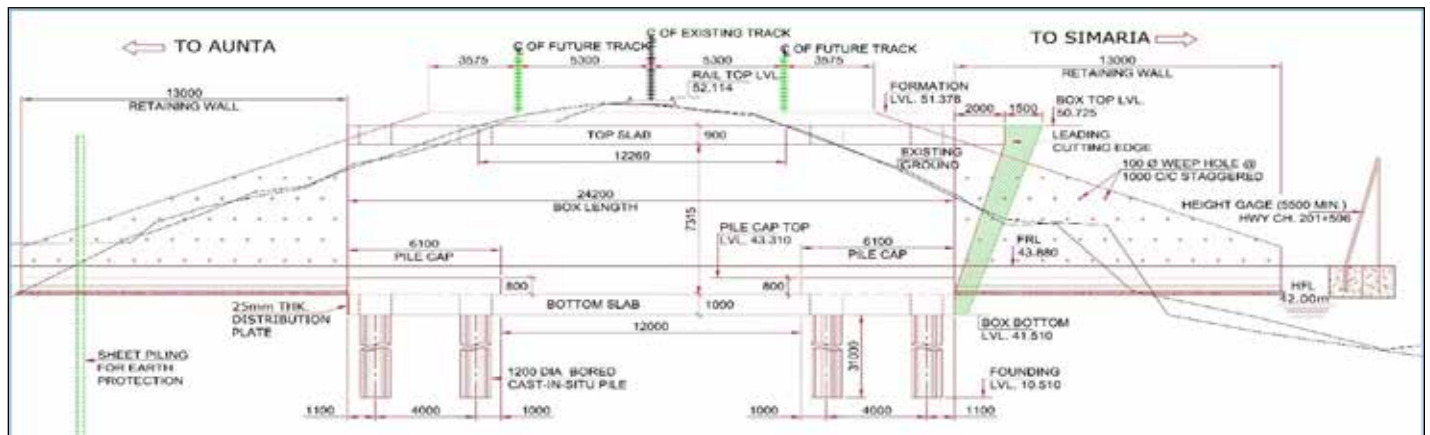 TO AUNTA
TO SIMARIA
℄ OF FUTURE TRACK
℄ OF EXISTING TRACK
℄ OF FUTURE TRACK
3575
5300
5300
3575
13000
RETAINING WALL
13000
RETAINING WALL
RAIL TOP LVL.
52.114
FORMATION
LVL. 51.378
BOX TOP LVL.
50.725
2000
1500
TOP SLAB
900
LEADING
CUTTING EDGE
EXISTING
GROUND
12269
100 Ø WEEP HOLE @
1000 C/C STAGGERED
24200
BOX LENGTH
7315
HEIGHT GAGE (5500 MIN.)
HWY CH. 201+506
PILE CAP TOP
LVL. 43.310
6100
PILE CAP
6100
PILE CAP
FRL
43.880
800
800
HFL
42.00m
25mm THK.
DISTRIBUTION
PLATE
BOTTOM SLAB
1000
12000
BOX BOTTOM
LVL. 41.510
SHEET PILING
FOR EARTH
PROTECTION
1200 DIA. BORED
CAST-IN-SITU PILE
31000
FOUNDING
LVL. 10.510
1100
4000
1000
1000
4000
1100